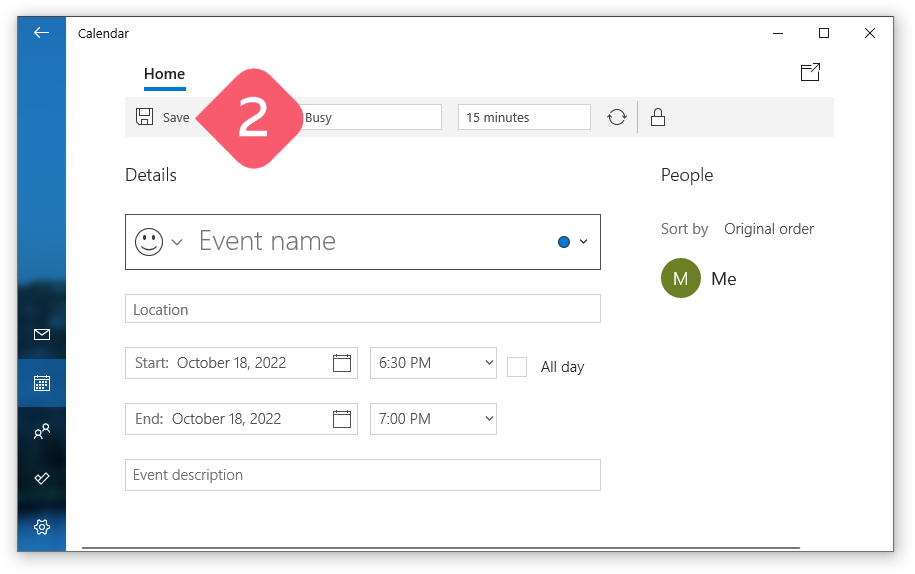 Calendar
Home
Save
2
Busy
15 minutes
Details
People
Event name
Sort by Original order
M
Me
Location
Start: October 18, 2022
6:30 PM
All day
End: October 18, 2022
7:00 PM
Event description